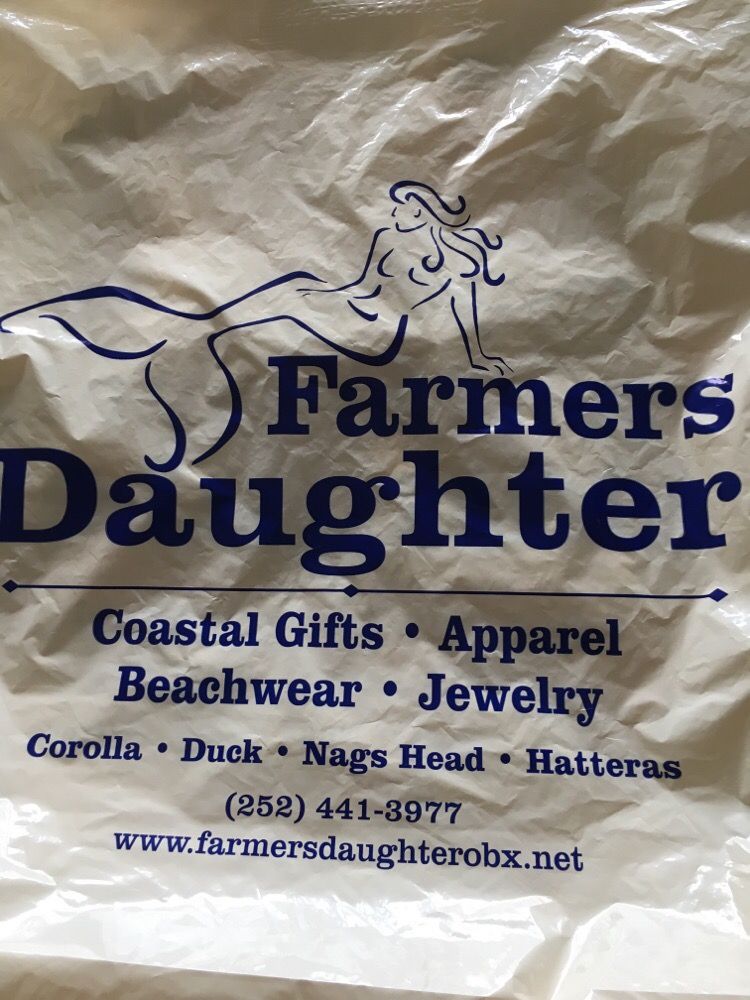 Farmers
Daughter
Coastal Gifts • Apparel
Beachwear • Jewelry
Corolla • Duck • Nags Head • Hatteras
(252) 441-3977
www.farmersdaughterobx.net